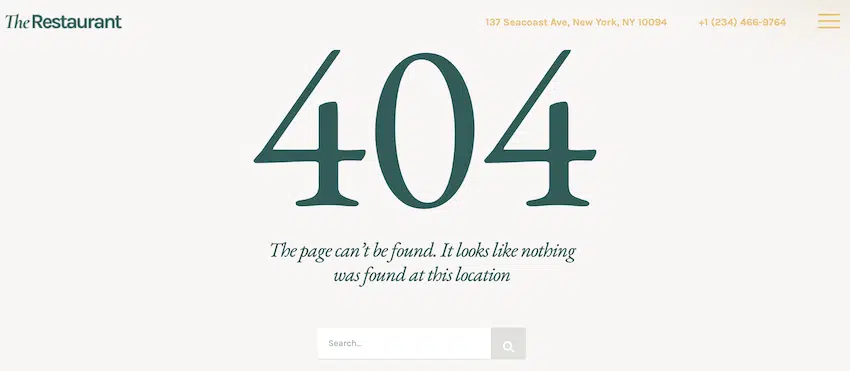 The Restaurant
137 Seacoast Ave, New York, NY 10094
+1 (234) 466-9764
404
The page can’t be found. It looks like nothing
was found at this location
Search...